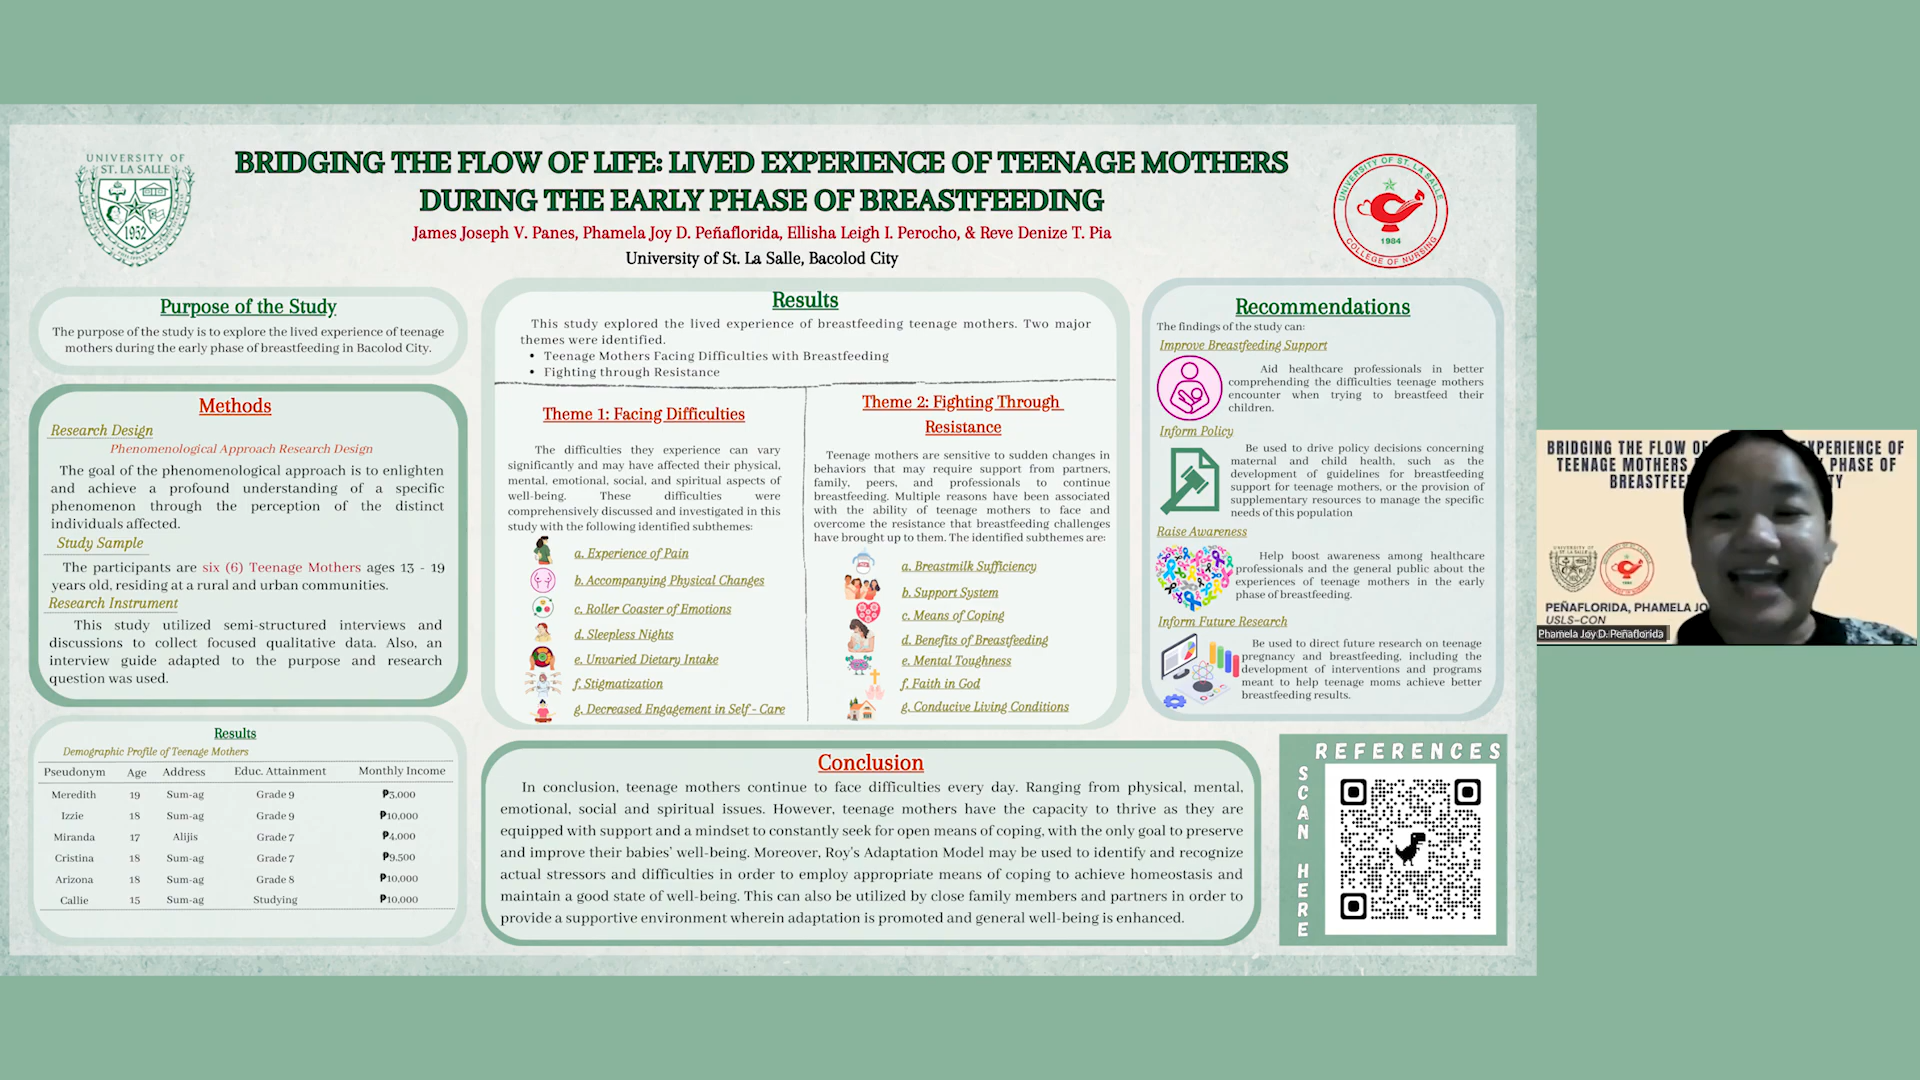 UNIVERSITY OF
ST. LA SALLE
1952
BRIDGING THE FLOW OF LIFE: LIVED EXPERIENCE OF TEENAGE MOTHERS
DURING THE EARLY PHASE OF BREASTFEEDING
James Joseph V. Panes, Phamela Joy D. Peñaflorida, Ellisha Leigh I. Perocho, & Reve Denize T. Pia
University of St. La Salle, Bacolod City
UNIVERSITY OF ST. LA SALLE
1984
COLLEGE OF NURSING
Purpose of the Study
The purpose of the study is to explore the lived experience of teenage
mothers during the early phase of breastfeeding in Bacolod City.
Methods
Research Design
Phenomenological Approach Research Design
The goal of the phenomenological approach is to enlighten
and achieve a profound understanding of a specific
phenomenon through the perception of the distinct
individuals affected.
Study Sample
The participants are six (6) Teenage Mothers ages 13 - 19
years old, residing at a rural and urban communities.
Research Instrument
This study utilized semi-structured interviews and
discussions to collect focused qualitative data. Also, an
interview guide adapted to the purpose and research
question was used.
Results
Demographic Profile of Teenage Mothers
Pseudonym Age Address Educ. Attainment Monthly Income
Meredith 19 Sum-ag Grade 9 ₱3,000
Izzie 18 Sum-ag Grade 9 ₱10,000
Miranda 17 Alijis Grade 7 ₱4,000
Cristina 18 Sum-ag Grade 7 ₱9,500
Arizona 18 Sum-ag Grade 8 ₱10,000
Callie 15 Sum-ag Studying ₱10,000
Results
This study explored the lived experience of breastfeeding teenage mothers. Two major
themes were identified.
• Teenage Mothers Facing Difficulties with Breastfeeding
• Fighting through Resistance
Theme 1: Facing Difficulties
The difficulties they experience can vary
significantly and may have affected their physical,
mental, emotional, social, and spiritual aspects of
well-being. These difficulties were
comprehensively discussed and investigated in this
study with the following identified subthemes:
a. Experience of Pain
b. Accompanying Physical Changes
c. Roller Coaster of Emotions
d. Sleepless Nights
e. Unvaried Dietary Intake
f. Stigmatization
g. Decreased Engagement in Self - Care
Theme 2: Fighting Through
Resistance
Teenage mothers are sensitive to sudden changes in
behaviors that may require support from partners,
family, peers, and professionals to continue
breastfeeding. Multiple reasons have been associated
with the ability of teenage mothers to face and
overcome the resistance that breastfeeding challenges
have brought up to them. The identified subthemes are:
a. Breastmilk Sufficiency
b. Support System
c. Means of Coping
d. Benefits of Breastfeeding
e. Mental Toughness
f. Faith in God
g. Conducive Living Conditions
Conclusion
In conclusion, teenage mothers continue to face difficulties every day. Ranging from physical, mental,
emotional, social and spiritual issues. However, teenage mothers have the capacity to thrive as they are
equipped with support and a mindset to constantly seek for open means of coping, with the only goal to preserve
and improve their babies' well-being. Moreover, Roy's Adaptation Model may be used to identify and recognize
actual stressors and difficulties in order to employ appropriate means of coping to achieve homeostasis and
maintain a good state of well-being. This can also be utilized by close family members and partners in order to
provide a supportive environment wherein adaptation is promoted and general well-being is enhanced.
Recommendations
The findings of the study can:
Improve Breastfeeding Support
Aid healthcare professionals in better
comprehending the difficulties teenage mothers
encounter when trying to breastfeed their
children.
Inform Policy
Be used to drive policy decisions concerning
maternal and child health, such as the
development of guidelines for breastfeeding
support for teenage mothers, or the provision of
supplementary resources to manage the specific
needs of this population
Raise Awareness
Help boost awareness among healthcare
professionals and the general public about the
experiences of teenage mothers in the early
phase of breastfeeding.
Inform Future Research
Be used to direct future research on teenage
pregnancy and breastfeeding, including the
development of interventions and programs
meant to help teenage moms achieve better
breastfeeding results.
REFERENCES
SCAN HERE
BRIDGING THE FLOW OF XPERIENCE OF
TEENAGE MOTHERS PHASE OF
BREASTFEE TY
PEÑAFLORIDA, PHAMELA JO
USLS-CON
Phamela Joy D. Peñaflorida